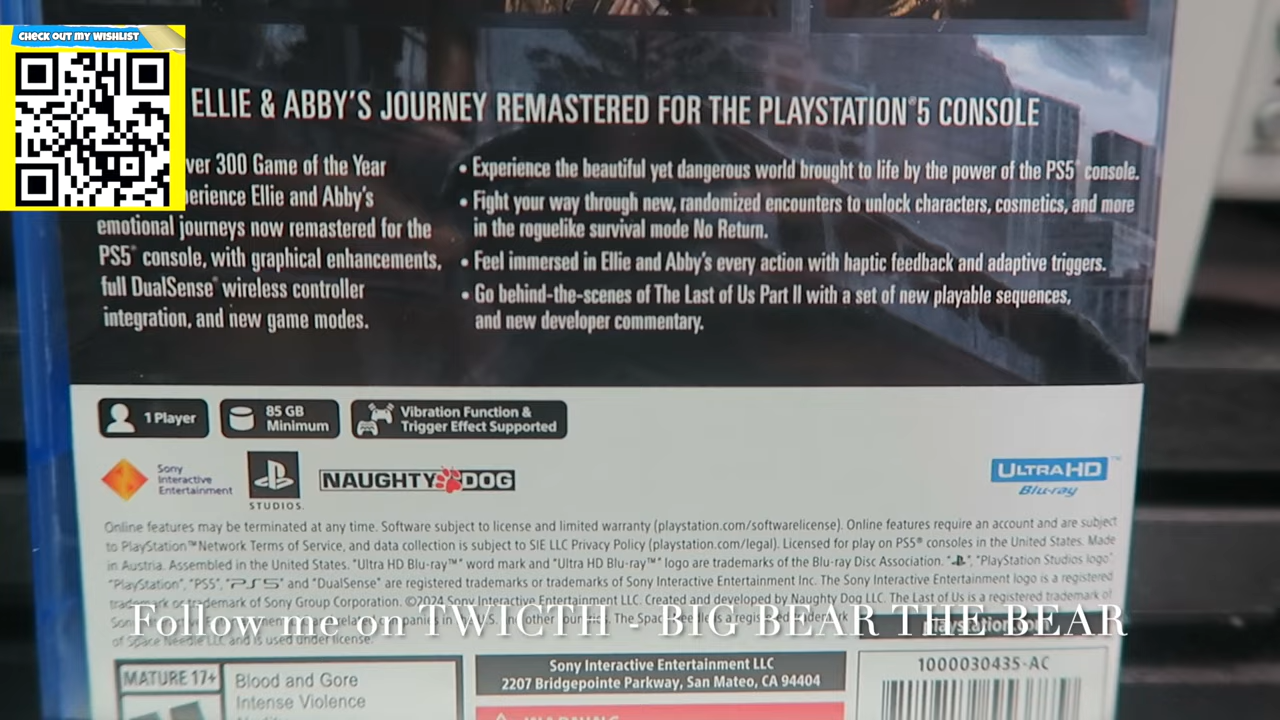 CHECK OUT MY WISHLIST
ELLIE & ABBY'S JOURNEY REMASTERED FOR THE PLAYSTATION®5 CONSOLE
ver 300 Game of the Year
erience Ellie and Abby's
emotional journeys now remastered for the
PS5® console, with graphical enhancements,
full DualSense® wireless controller
integration, and new game modes.
• Experience the beautiful yet dangerous world brought to life by the power of the PS5® console.
• Fight your way through new, randomized encounters to unlock characters, cosmetics, and more
in the roguelike survival mode No Return.
• Feel immersed in Ellie and Abby's every action with haptic feedback and adaptive triggers.
• Go behind-the-scenes of The Last of Us Part II with a set of new playable sequences,
and new developer commentary.
1 Player
85 GB
Minimum
Vibration Function &
Trigger Effect Supported
Sony
Interactive
Entertainment
STUDIOS
NAUGHTY DOG
ULTRA HD
Blu-ray™
Online features may be terminated at any time. Software subject to license and limited warranty (playstation.com/softwarelicense). Online features require an account and are subject
to PlayStation™Network Terms of Service, and data collection is subject to SIE LLC Privacy Policy (playstation.com/legal). Licensed for play on PS5® consoles in the United States. Made
in Austria. Assembled in the United States. "Ultra HD Blu-ray™" word mark and "Ultra HD Blu-ray™" logo are trademarks of the Blu-ray Disc Association. "PlayStation Studios logo"
"PlayStation", "PS5", "PS5" and "DualSense" are registered trademarks or trademarks of Sony Interactive Entertainment Inc. The Sony Interactive Entertainment logo is a registered
trademark or trademark of Sony Group Corporation. ©2024 Sony Interactive Entertainment LLC. Created and developed by Naughty Dog LLC. The Last of Us is a registered trademark of
The Space Needle is a registered trademark
of Space Needle LLC and is used under license.
Follow me on TWICTH - BIG BEAR THE BEAR
MATURE 17+
Blood and Gore
Intense Violence
Sony Interactive Entertainment LLC
2207 Bridgepointe Parkway, San Mateo, CA 94404
WARNING
1000030435-AC